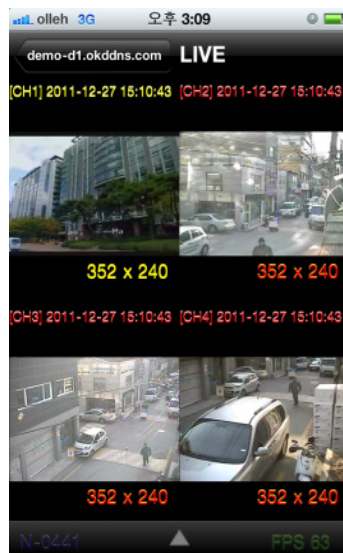 olleh 3G 오후 3:09
demo-d1.okddns.com LIVE
[CH1] 2011-12-27 15:10:43 [CH2] 2011-12-27 15:10:43
352 x 240 352 x 240
[CH3] 2011-12-27 15:10:43 [CH4] 2011-12-27 15:10:43
352 x 240 352 x 240
N-0441 FPS 63